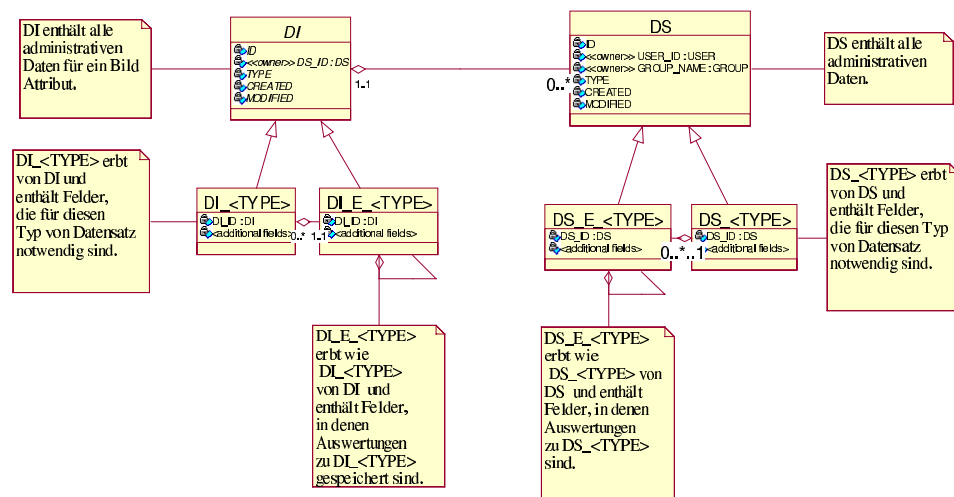 DI enthält alle
administrativen
Daten für ein Bild
Attribut.
DI
ID
<<owner>> DS_ID : DS
TYPE
CREATED
MODIFIED
1..1
0..*
DS
ID
<<owner>> USER_ID : USER
<<owner>> GROUP_NAME : GROUP
TYPE
CREATED
MODIFIED
DS enthält alle
administrativen
Daten.
DI_<TYPE> erbt
von DI und
enthält Felder,
die für diesen
Typ von Datensatz
notwendig sind.
DI_<TYPE>
DI_ID : DI
<additional fields>
0..*
1..1
DI_E_<TYPE>
DI_ID : DI
<additional fields>
DS_E_<TYPE>
DS_ID : DS
<additional fields>
0..*
..1
DS_<TYPE>
DS_ID : DS
<additional fields>
DS_<TYPE> erbt
von DS und
enthält Felder,
die für diesen Typ
von Datensatz
notwendig sind.
DI_E_<TYPE>
erbt wie
DI_<TYPE>
von DI und
enthält Felder,
in denen
Auswertungen
zu DI_<TYPE>
gespeichert sind.
DS_E_<TYPE>
erbt wie
DS_<TYPE> von
DS und enthält
Felder, in denen
Auswertungen
zu DS_<TYPE>
sind.